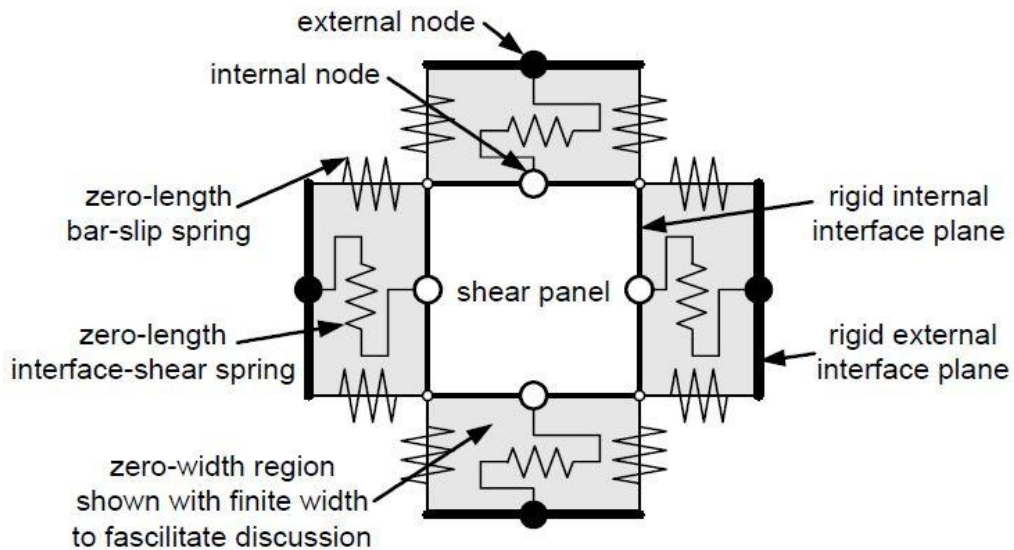 external node
internal node
zero-length
bar-slip spring
rigid internal
interface plane
shear panel
zero-length
interface-shear spring
rigid external
interface plane
zero-width region
shown with finite width
to fascilitate discussion